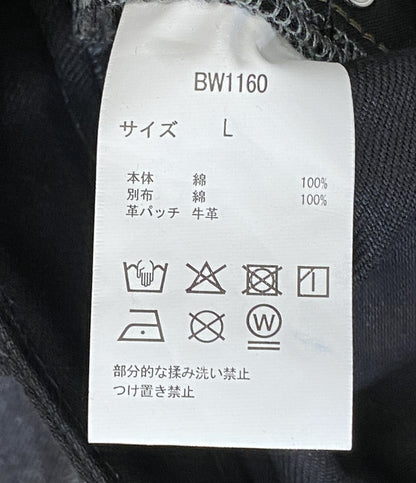 BW1160
サイズ L
本体 綿 100%
別布 綿 100%
革パッチ 牛革
W
部分的な揉み洗い禁止
つけ置き禁止